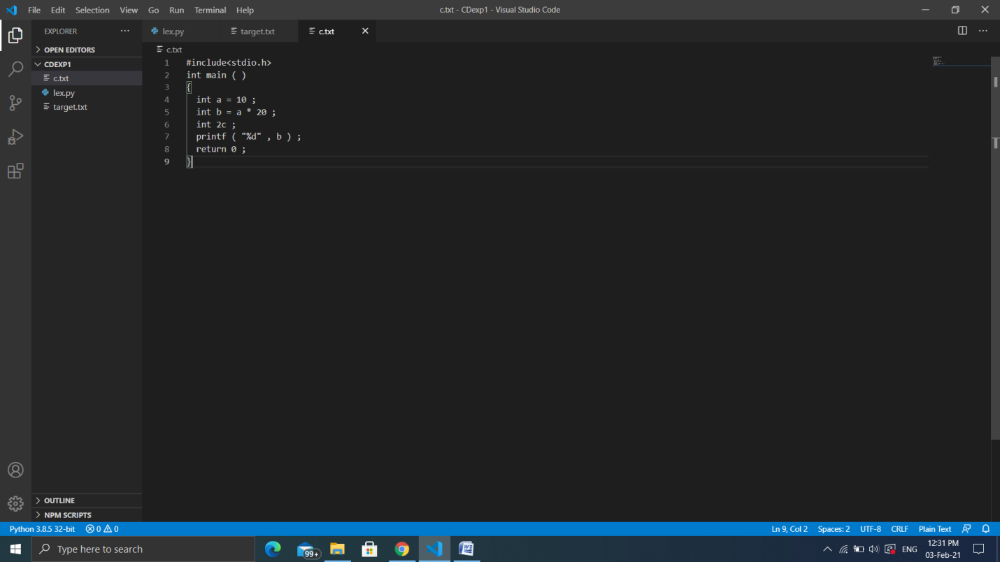 File Edit Selection View Go Run Terminal Help
c.txt - CDexp1 - Visual Studio Code
EXPLORER
lex.py
target.txt
c.txt
OPEN EDITORS
CDEXP1
c.txt
lex.py
target.txt
c.txt
1 #include<stdio.h>
2 int main ( )
3 {
4 int a = 10 ;
5 int b = a * 20 ;
6 int 2c ;
7 printf ( "%d" , b ) ;
8 return 0 ;
9 }
OUTLINE
NPM SCRIPTS
Python 3.8.5 32-bit 0 0
Ln 9, Col 2 Spaces: 2 UTF-8 CRLF Plain Text
Type here to search
99+
ENG
12:31 PM
03-Feb-21